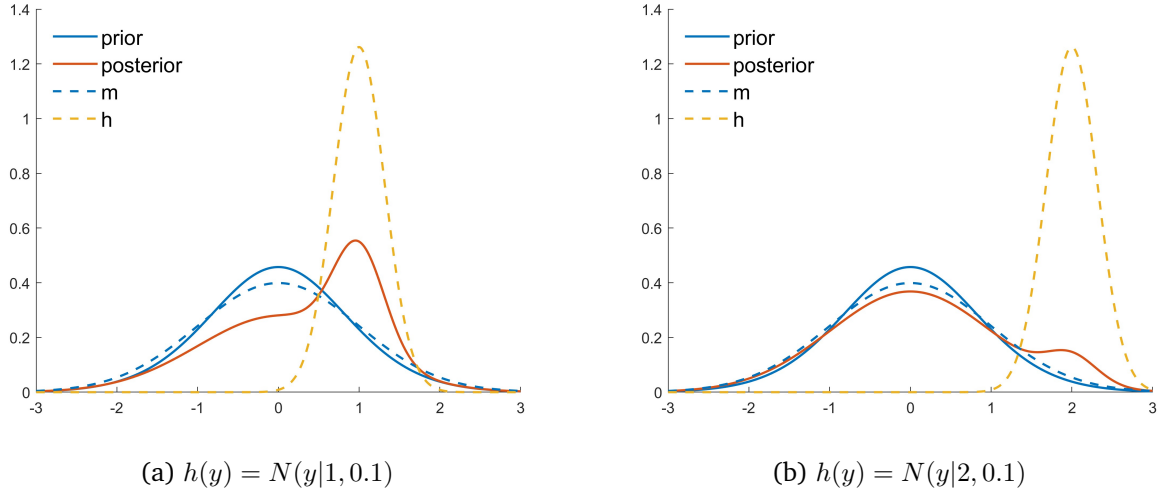 1.4
prior
posterior
m
h
1.2
1
0.8
0.6
0.4
0.2
0
-3 -2 -1 0 1 2 3
(a) h(y) = N(y|1, 0.1)
1.4
prior
posterior
m
h
1.2
1
0.8
0.6
0.4
0.2
0
-3 -2 -1 0 1 2 3
(b) h(y) = N(y|2, 0.1)